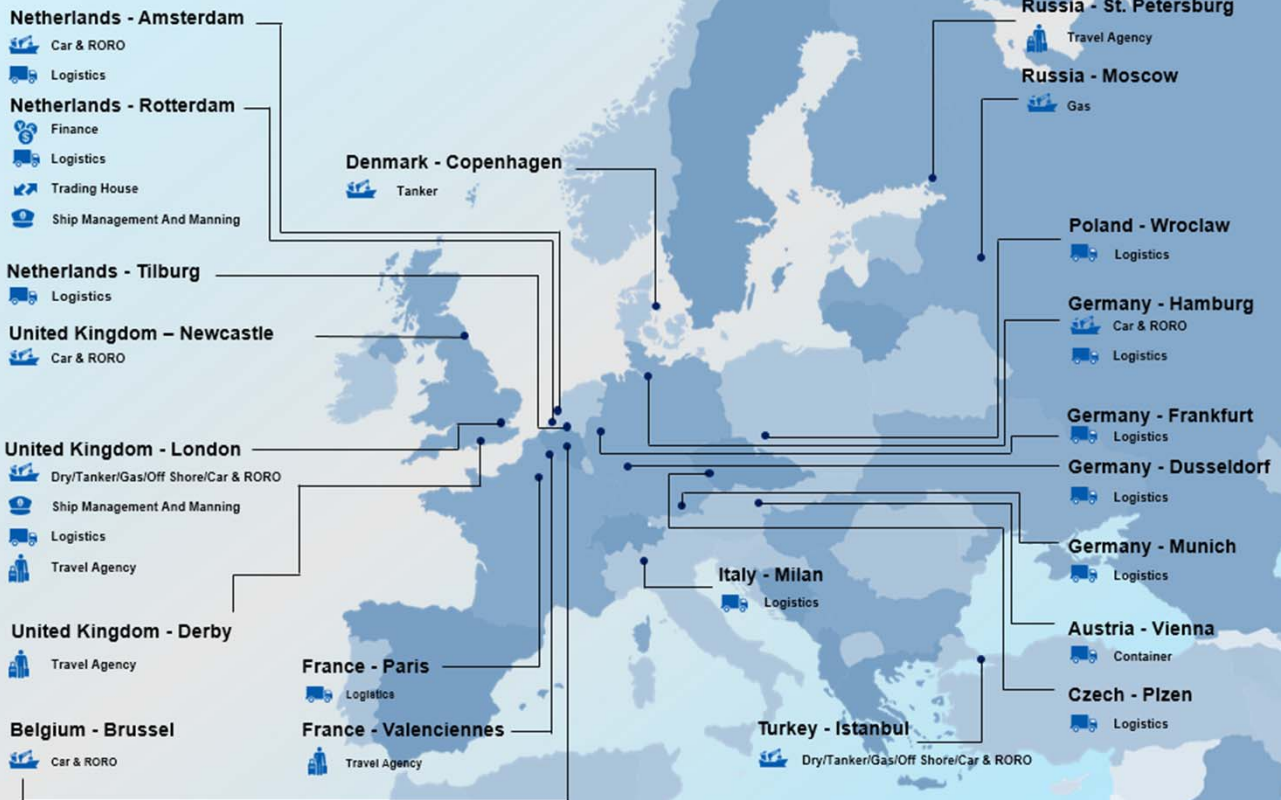 Netherlands - Amsterdam
Car & RORO
Logistics
Netherlands - Rotterdam
Finance
Logistics
Trading House
Ship Management And Manning
Netherlands - Tilburg
Logistics
United Kingdom – Newcastle
Car & RORO
United Kingdom - London
Dry/Tanker/Gas/Off Shore/Car & RORO
Ship Management And Manning
Logistics
Travel Agency
United Kingdom - Derby
Travel Agency
Belgium - Brussel
Car & RORO
Denmark - Copenhagen
Tanker
France - Paris
Logistics
France - Valenciennes
Travel Agency
Italy - Milan
Logistics
Turkey - Istanbul
Dry/Tanker/Gas/Off Shore/Car & RORO
Russia - St. Petersburg
Travel Agency
Russia - Moscow
Gas
Poland - Wroclaw
Logistics
Germany - Hamburg
Car & RORO
Logistics
Germany - Frankfurt
Logistics
Germany - Dusseldorf
Logistics
Germany - Munich
Logistics
Austria - Vienna
Container
Czech - Plzen
Logistics